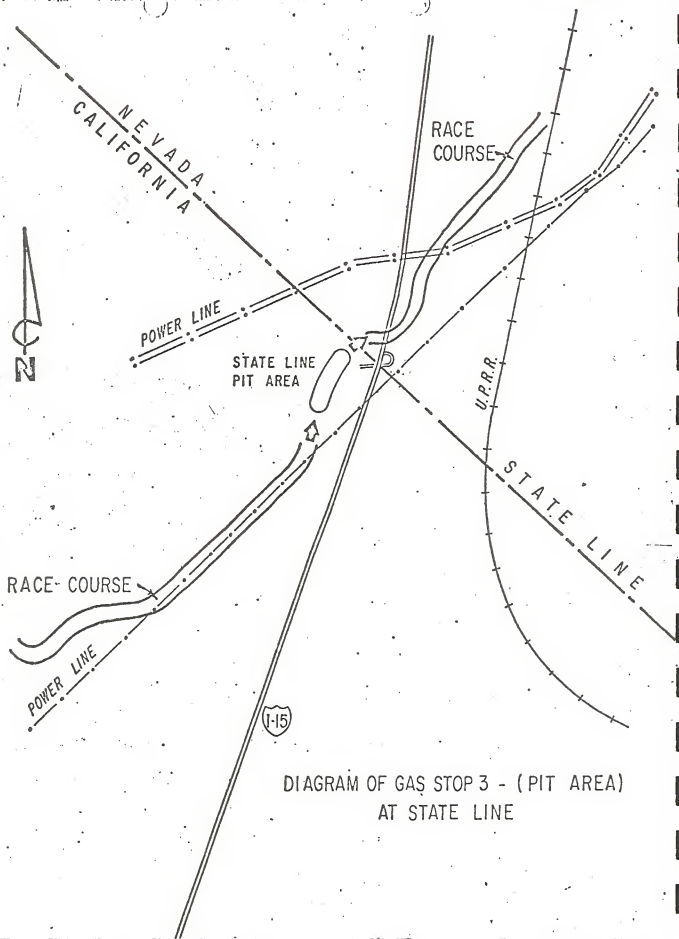 NEVADA
CALIFORNIA
RACE
COURSE
POWER LINE
STATE LINE
PIT AREA
N
U.P.R.R.
STATE LINE
RACE-COURSE
POWER LINE
I-15
DIAGRAM OF GAS STOP 3 - (PIT AREA)
AT STATE LINE